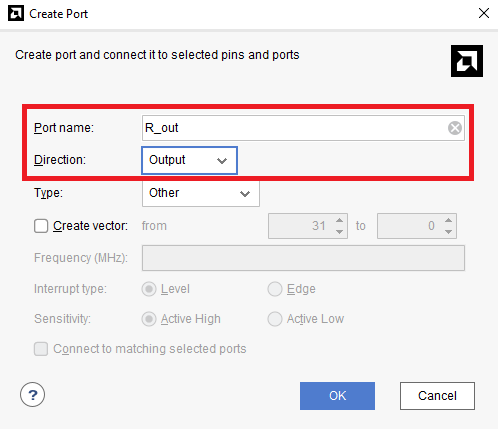 Create Port
Create port and connect it to selected pins and ports
Port name: R_out
Direction: Output
Type: Other
Create vector: from 31 to 0
Frequency (MHz):
Interrupt type: Level Edge
Sensitivity: Active High Active Low
Connect to matching selected ports
? OK Cancel